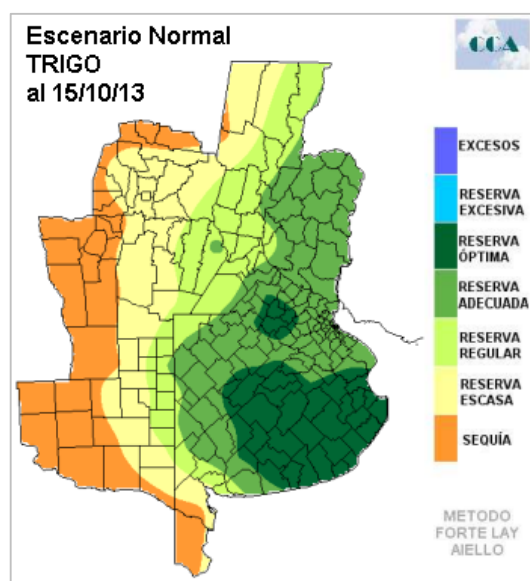 Escenario Normal
TRIGO
al 15/10/13
CCA
EXCESOS
RESERVA
EXCESIVA
RESERVA
ÓPTIMA
RESERVA
ADECUADA
RESERVA
REGULAR
RESERVA
ESCASA
SEQUÍA
METODO
FORTE LAY
AIELLO